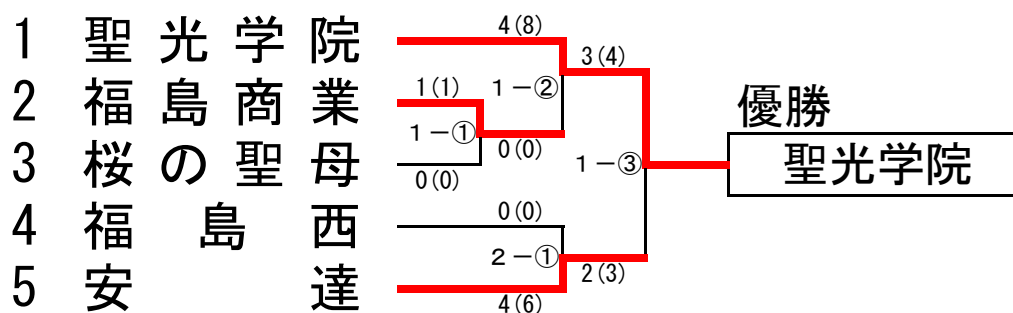 1 聖光学院
4(8)
3(4)
2 福島商業
1(1)
1－②
優勝
1－①
0(0)
3 桜の聖母
0(0)
1－③
聖光学院
4 福島西
0(0)
2－①
2(3)
5 安達
4(6)